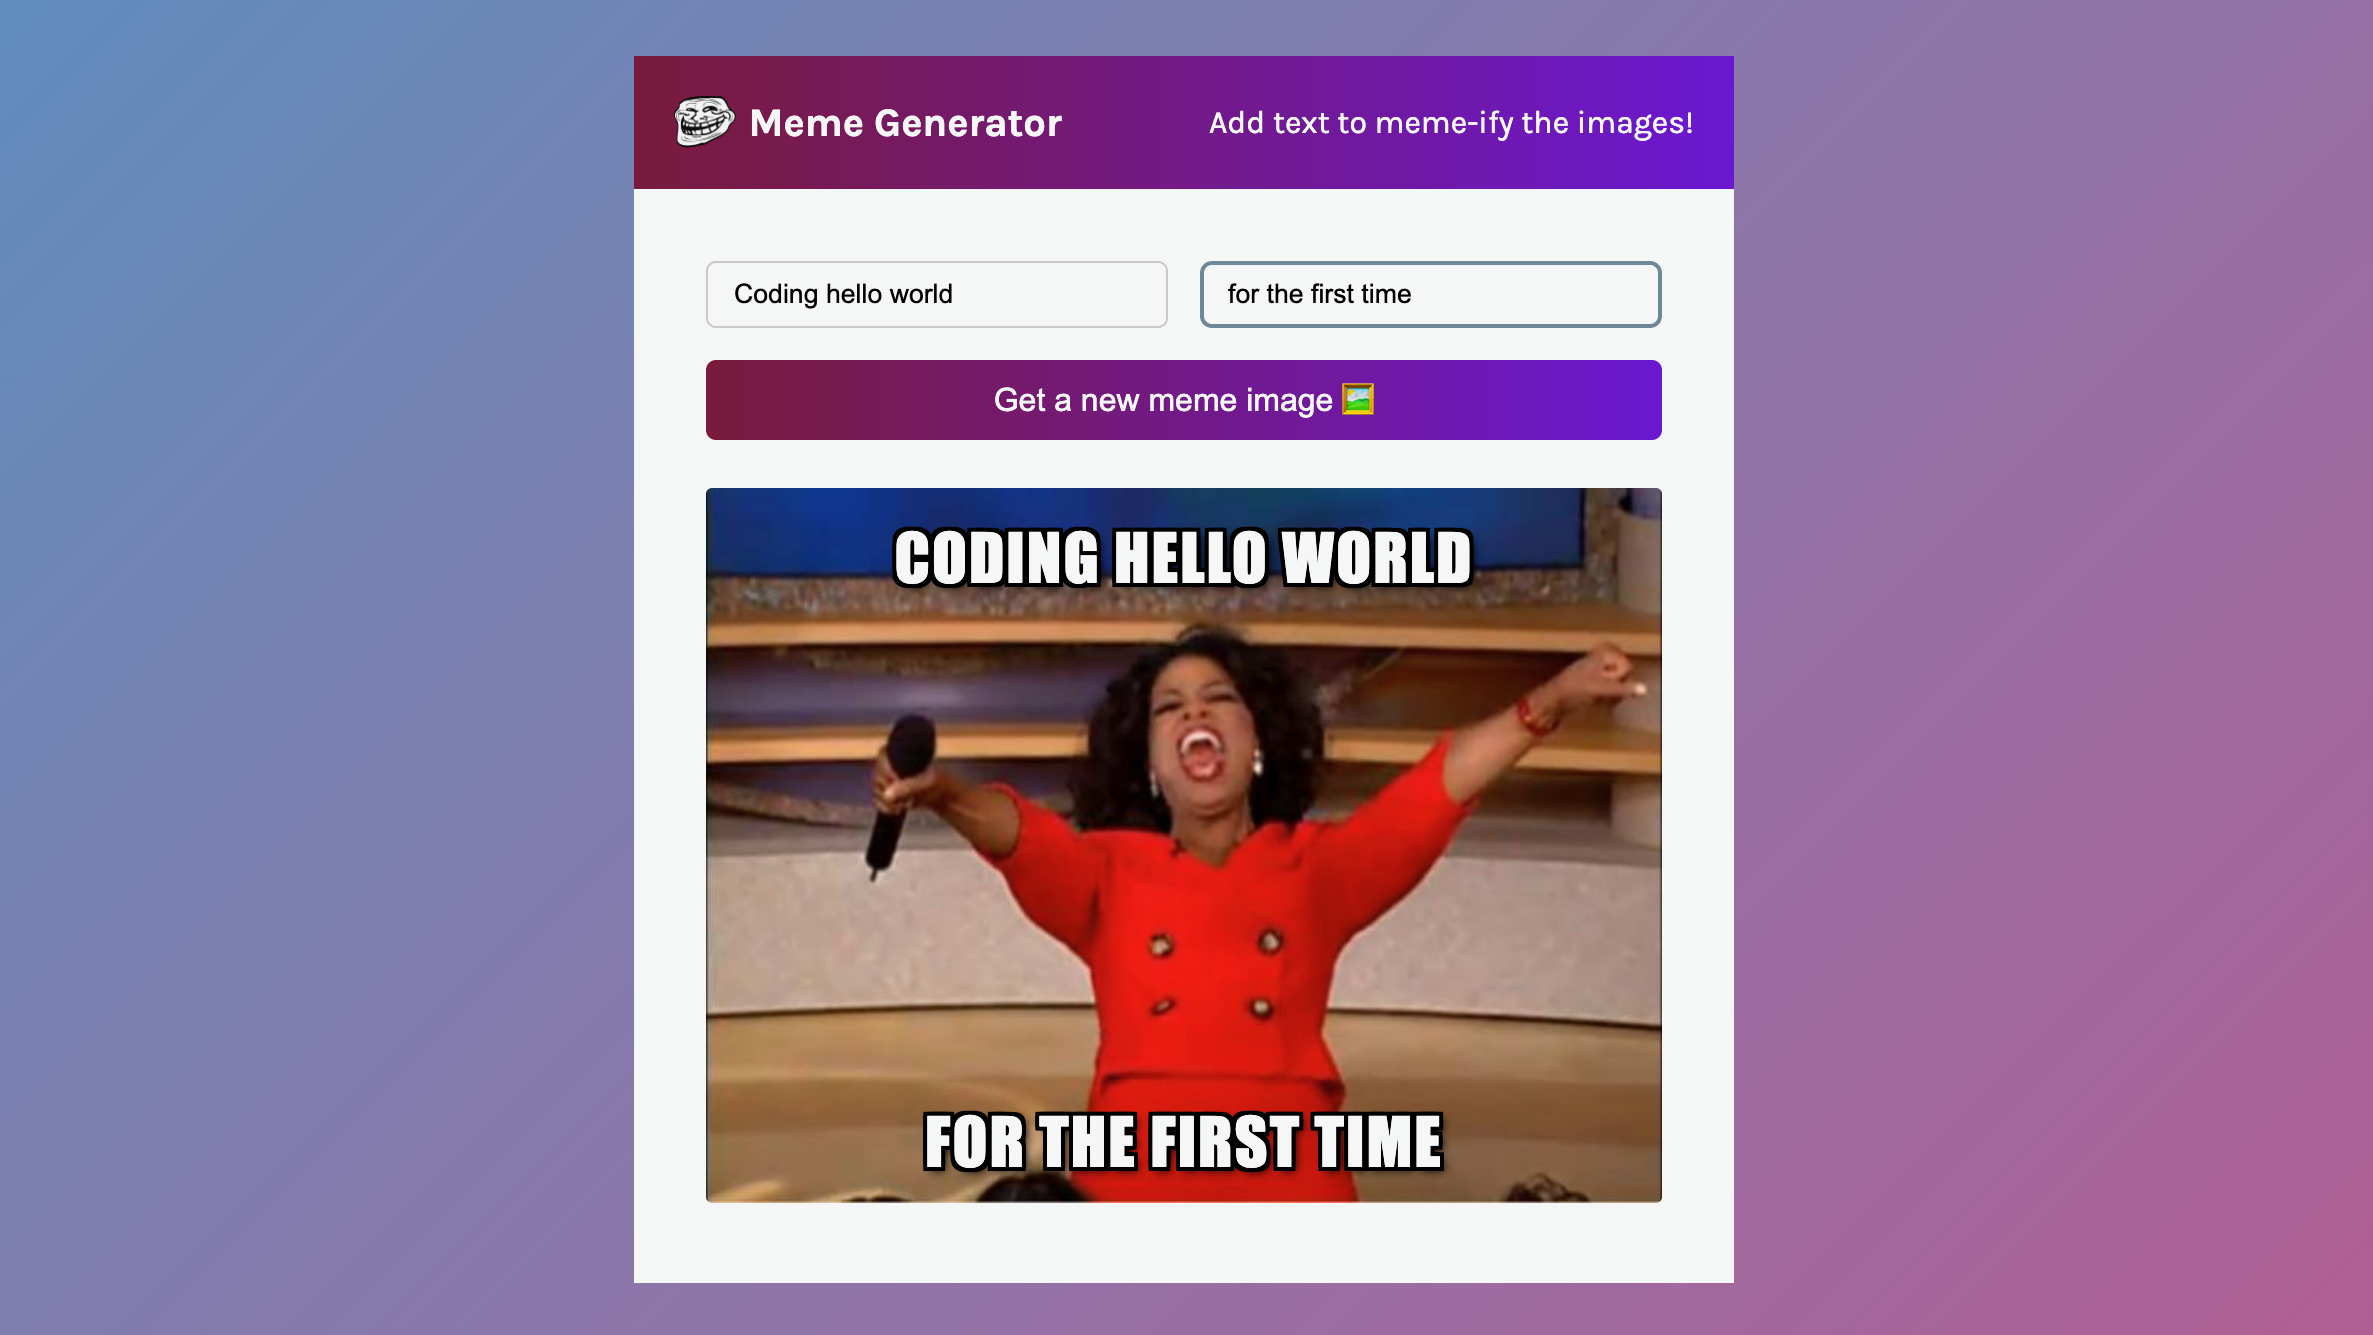 Meme Generator
Add text to meme-ify the images!
Coding hello world
for the first time
Get a new meme image 🖼️
CODING HELLO WORLD
FOR THE FIRST TIME